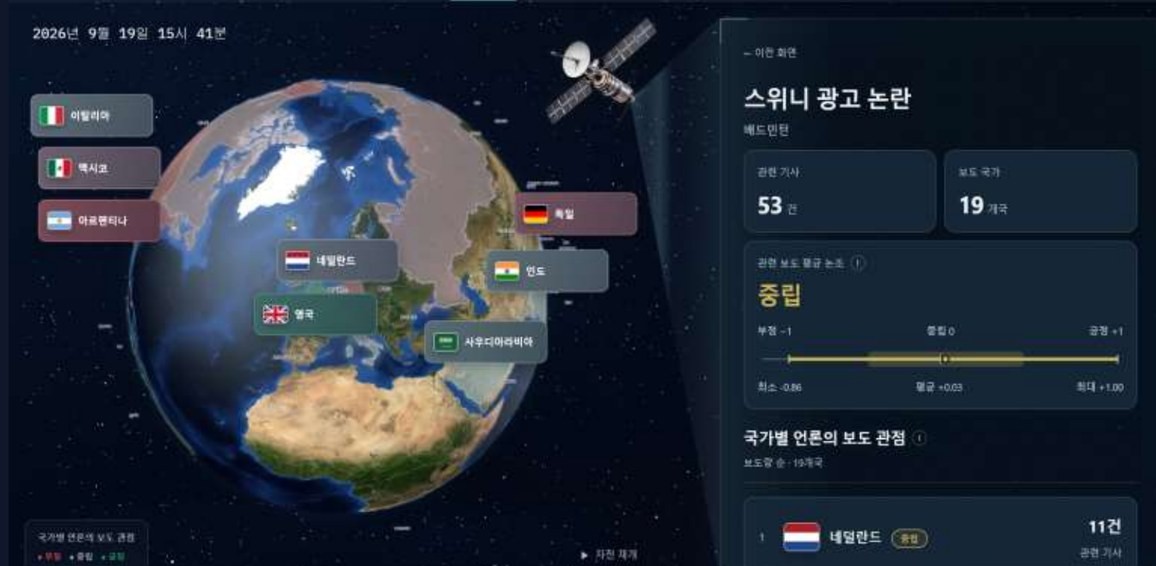 2026년 9월 19일 15시 41분
이탈리아
멕시코
아르헨티나
독일
네덜란드
인도
영국
사우디아라비아
국가별 언론의 보도 관점
부정 중립 긍정
▶ 자전 재개
← 이전 화면
스위니 광고 논란
배드민턴
관련 기사
53 건
보도 국가
19 개국
관련 보도 평균 논조
중립
부정 -1 중립 0 긍정 +1
최소 -0.86 평균 +0.03 최대 +1.00
국가별 언론의 보도 관점
보도량 순 · 19개국
1 네덜란드 중립 11건
관련 기사